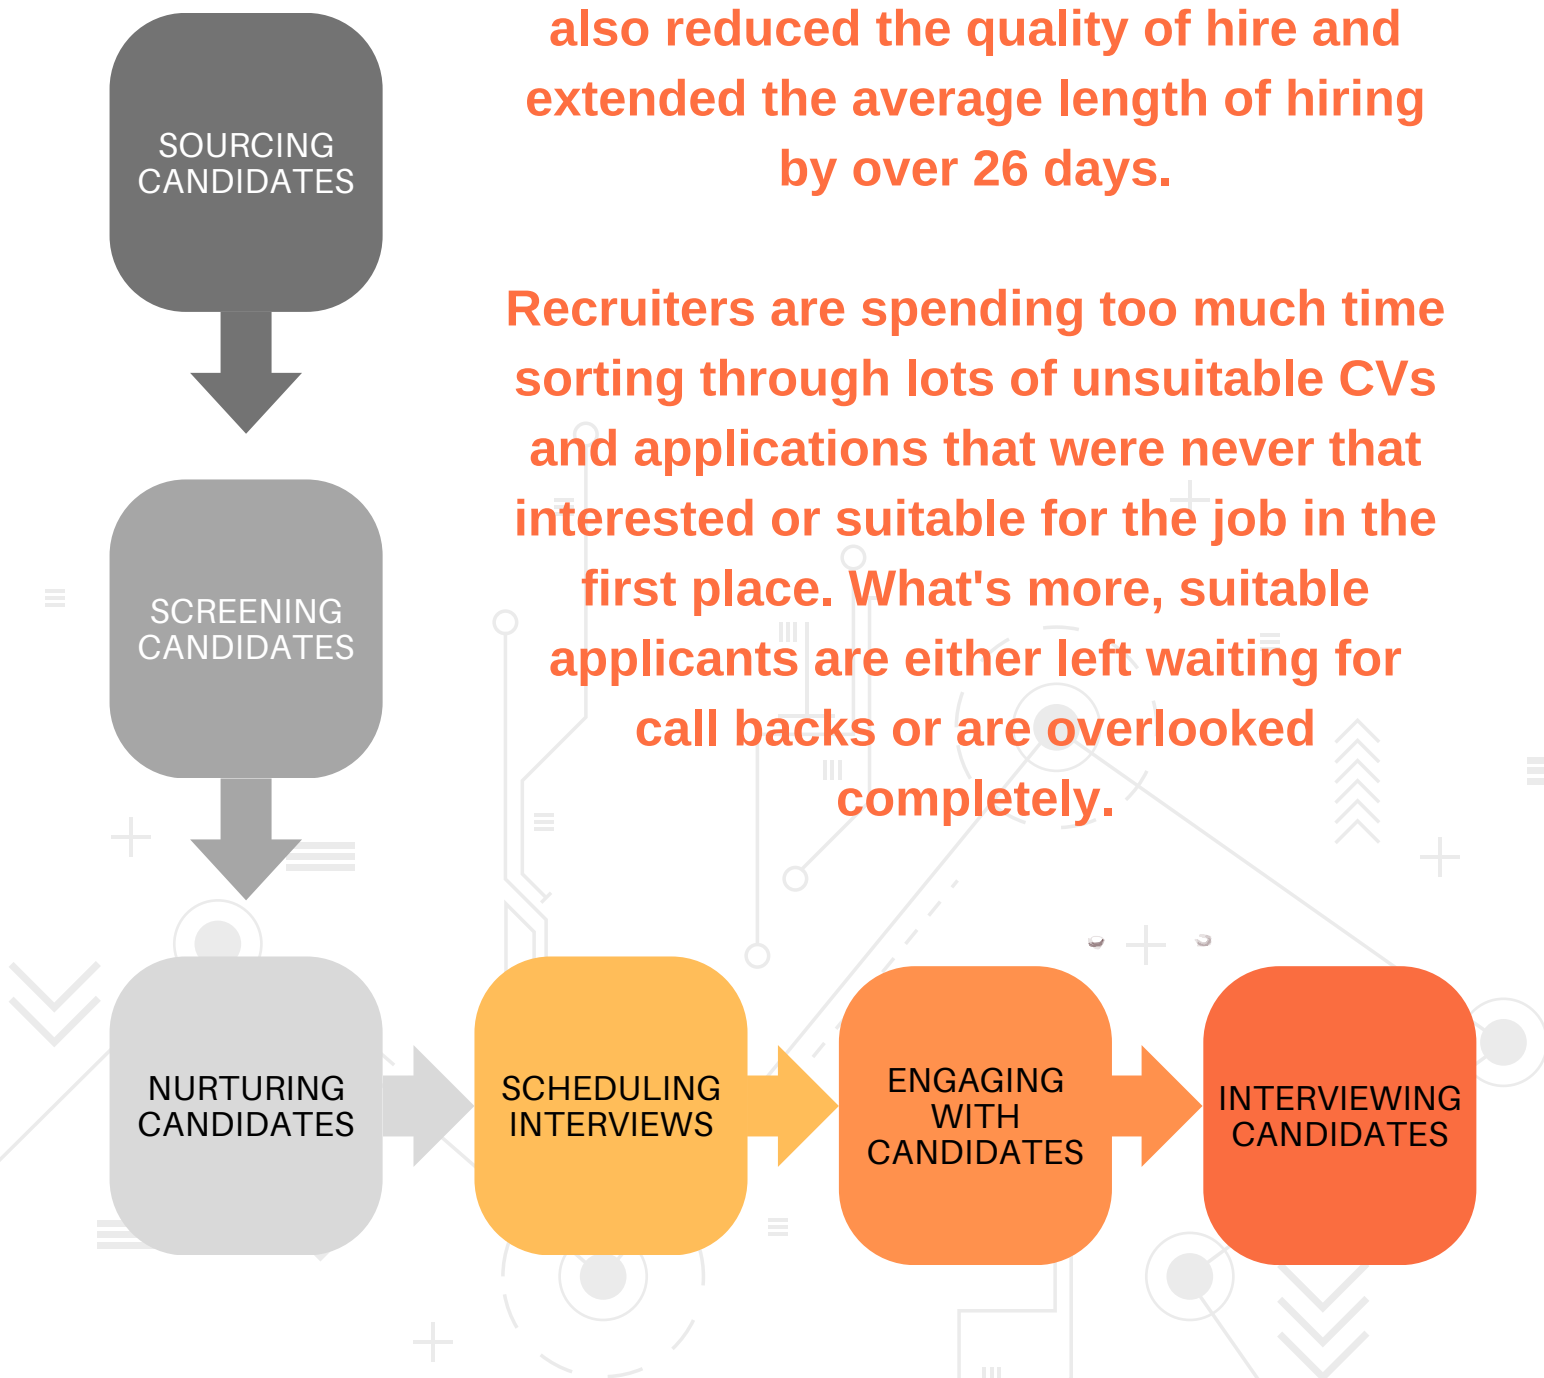 also reduced the quality of hire and
extended the average length of hiring
by over 26 days.
Recruiters are spending too much time
sorting through lots of unsuitable CVs
and applications that were never that
interested or suitable for the job in the
first place. What's more, suitable
applicants are either left waiting for
call backs or are overlooked
completely.
SOURCING
CANDIDATES
SCREENING
CANDIDATES
NURTURING
CANDIDATES
SCHEDULING
INTERVIEWS
ENGAGING
WITH
CANDIDATES
INTERVIEWING
CANDIDATES